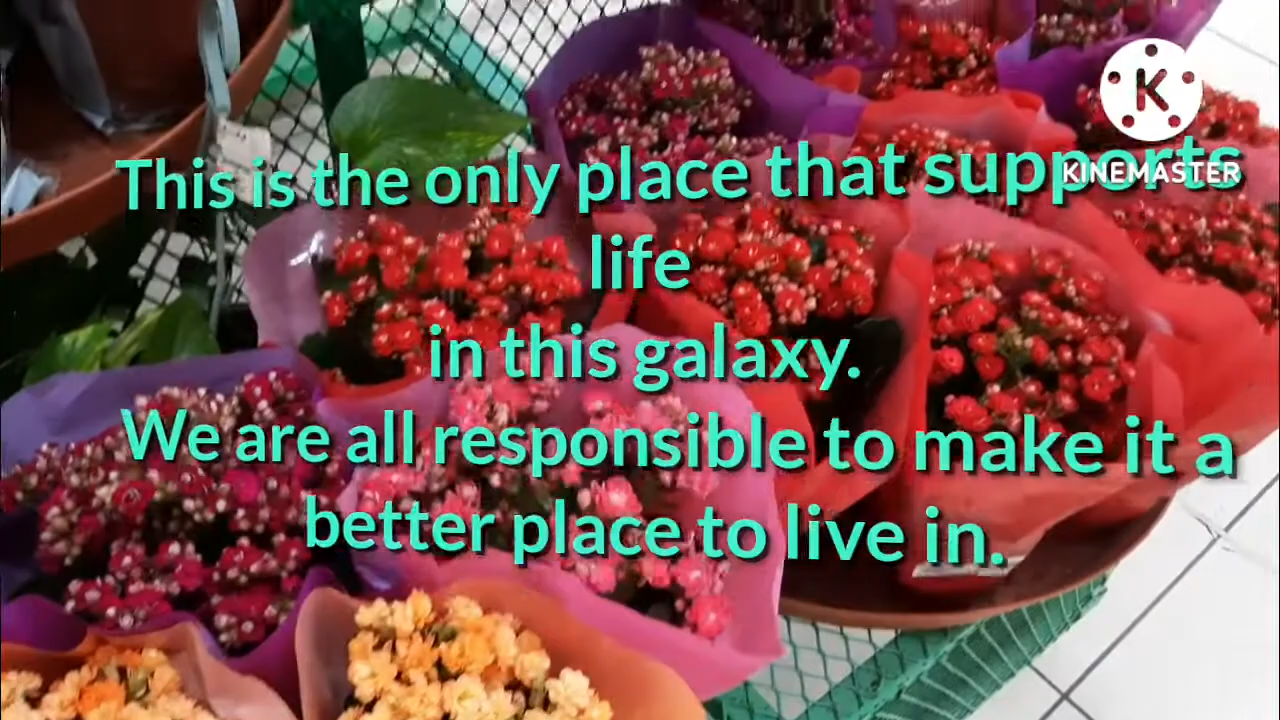 K
KINEMASTER
This is the only place that supports
life
in this galaxy.
We are all responsible to make it a
better place to live in.